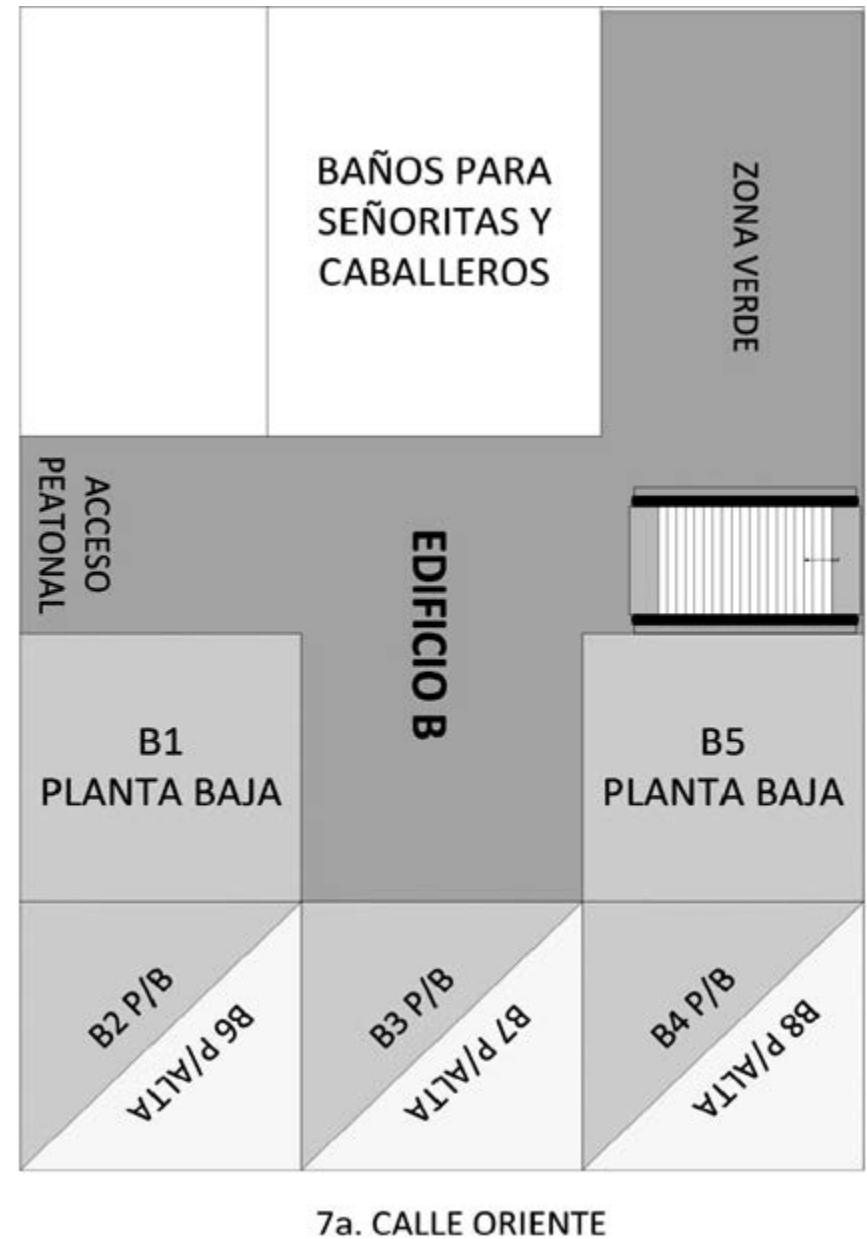 BAÑOS PARA
SEÑORITAS Y
CABALLEROS
ZONA VERDE
ACCESO
PEATONAL
EDIFICIO B
B1
PLANTA BAJA
B5
PLANTA BAJA
B2 P/B
B6 P/ALTA
B3 P/B
B7 P/ALTA
B4 P/B
B8 P/ALTA
7a. CALLE ORIENTE